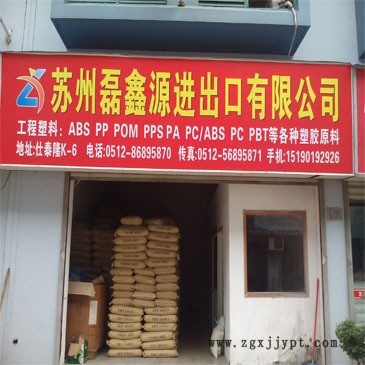 苏州磊鑫源进出口有限公司
工程塑料: ABS PP POM PPS PA PC/ABS PC PBT等各种塑胶原料
地址:仕泰隆K-6 电话:0512-86895870 传真:0512-56895871 手机:15190192926
www.zgxjjypt.com